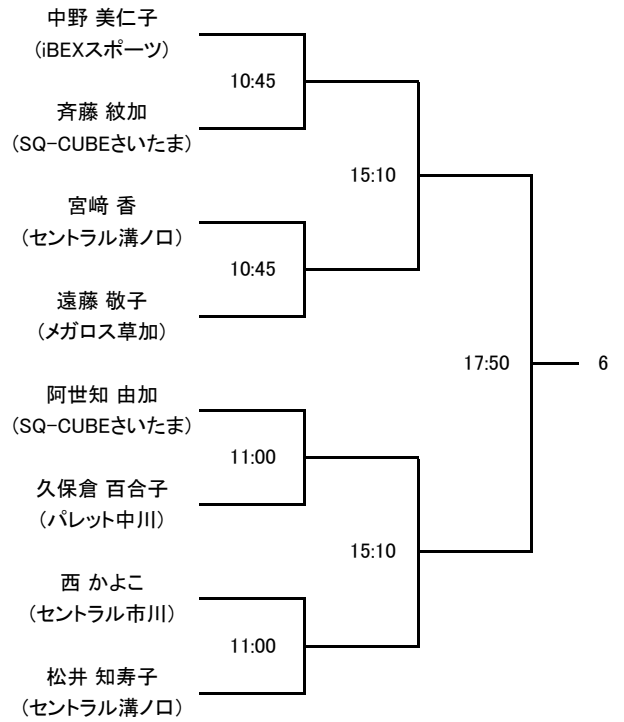 中野 美仁子
（iBEXスポーツ）
10:45
斉藤 紋加
（SQ-CUBEさいたま）
15:10
宮﨑 香
（セントラル溝ノ口）
10:45
遠藤 敬子
（メガロス草加）
17:50
6
阿世知 由加
（SQ-CUBEさいたま）
11:00
久保倉 百合子
（パレット中川）
15:10
西 かよこ
（セントラル市川）
11:00
松井 知寿子
（セントラル溝ノ口）